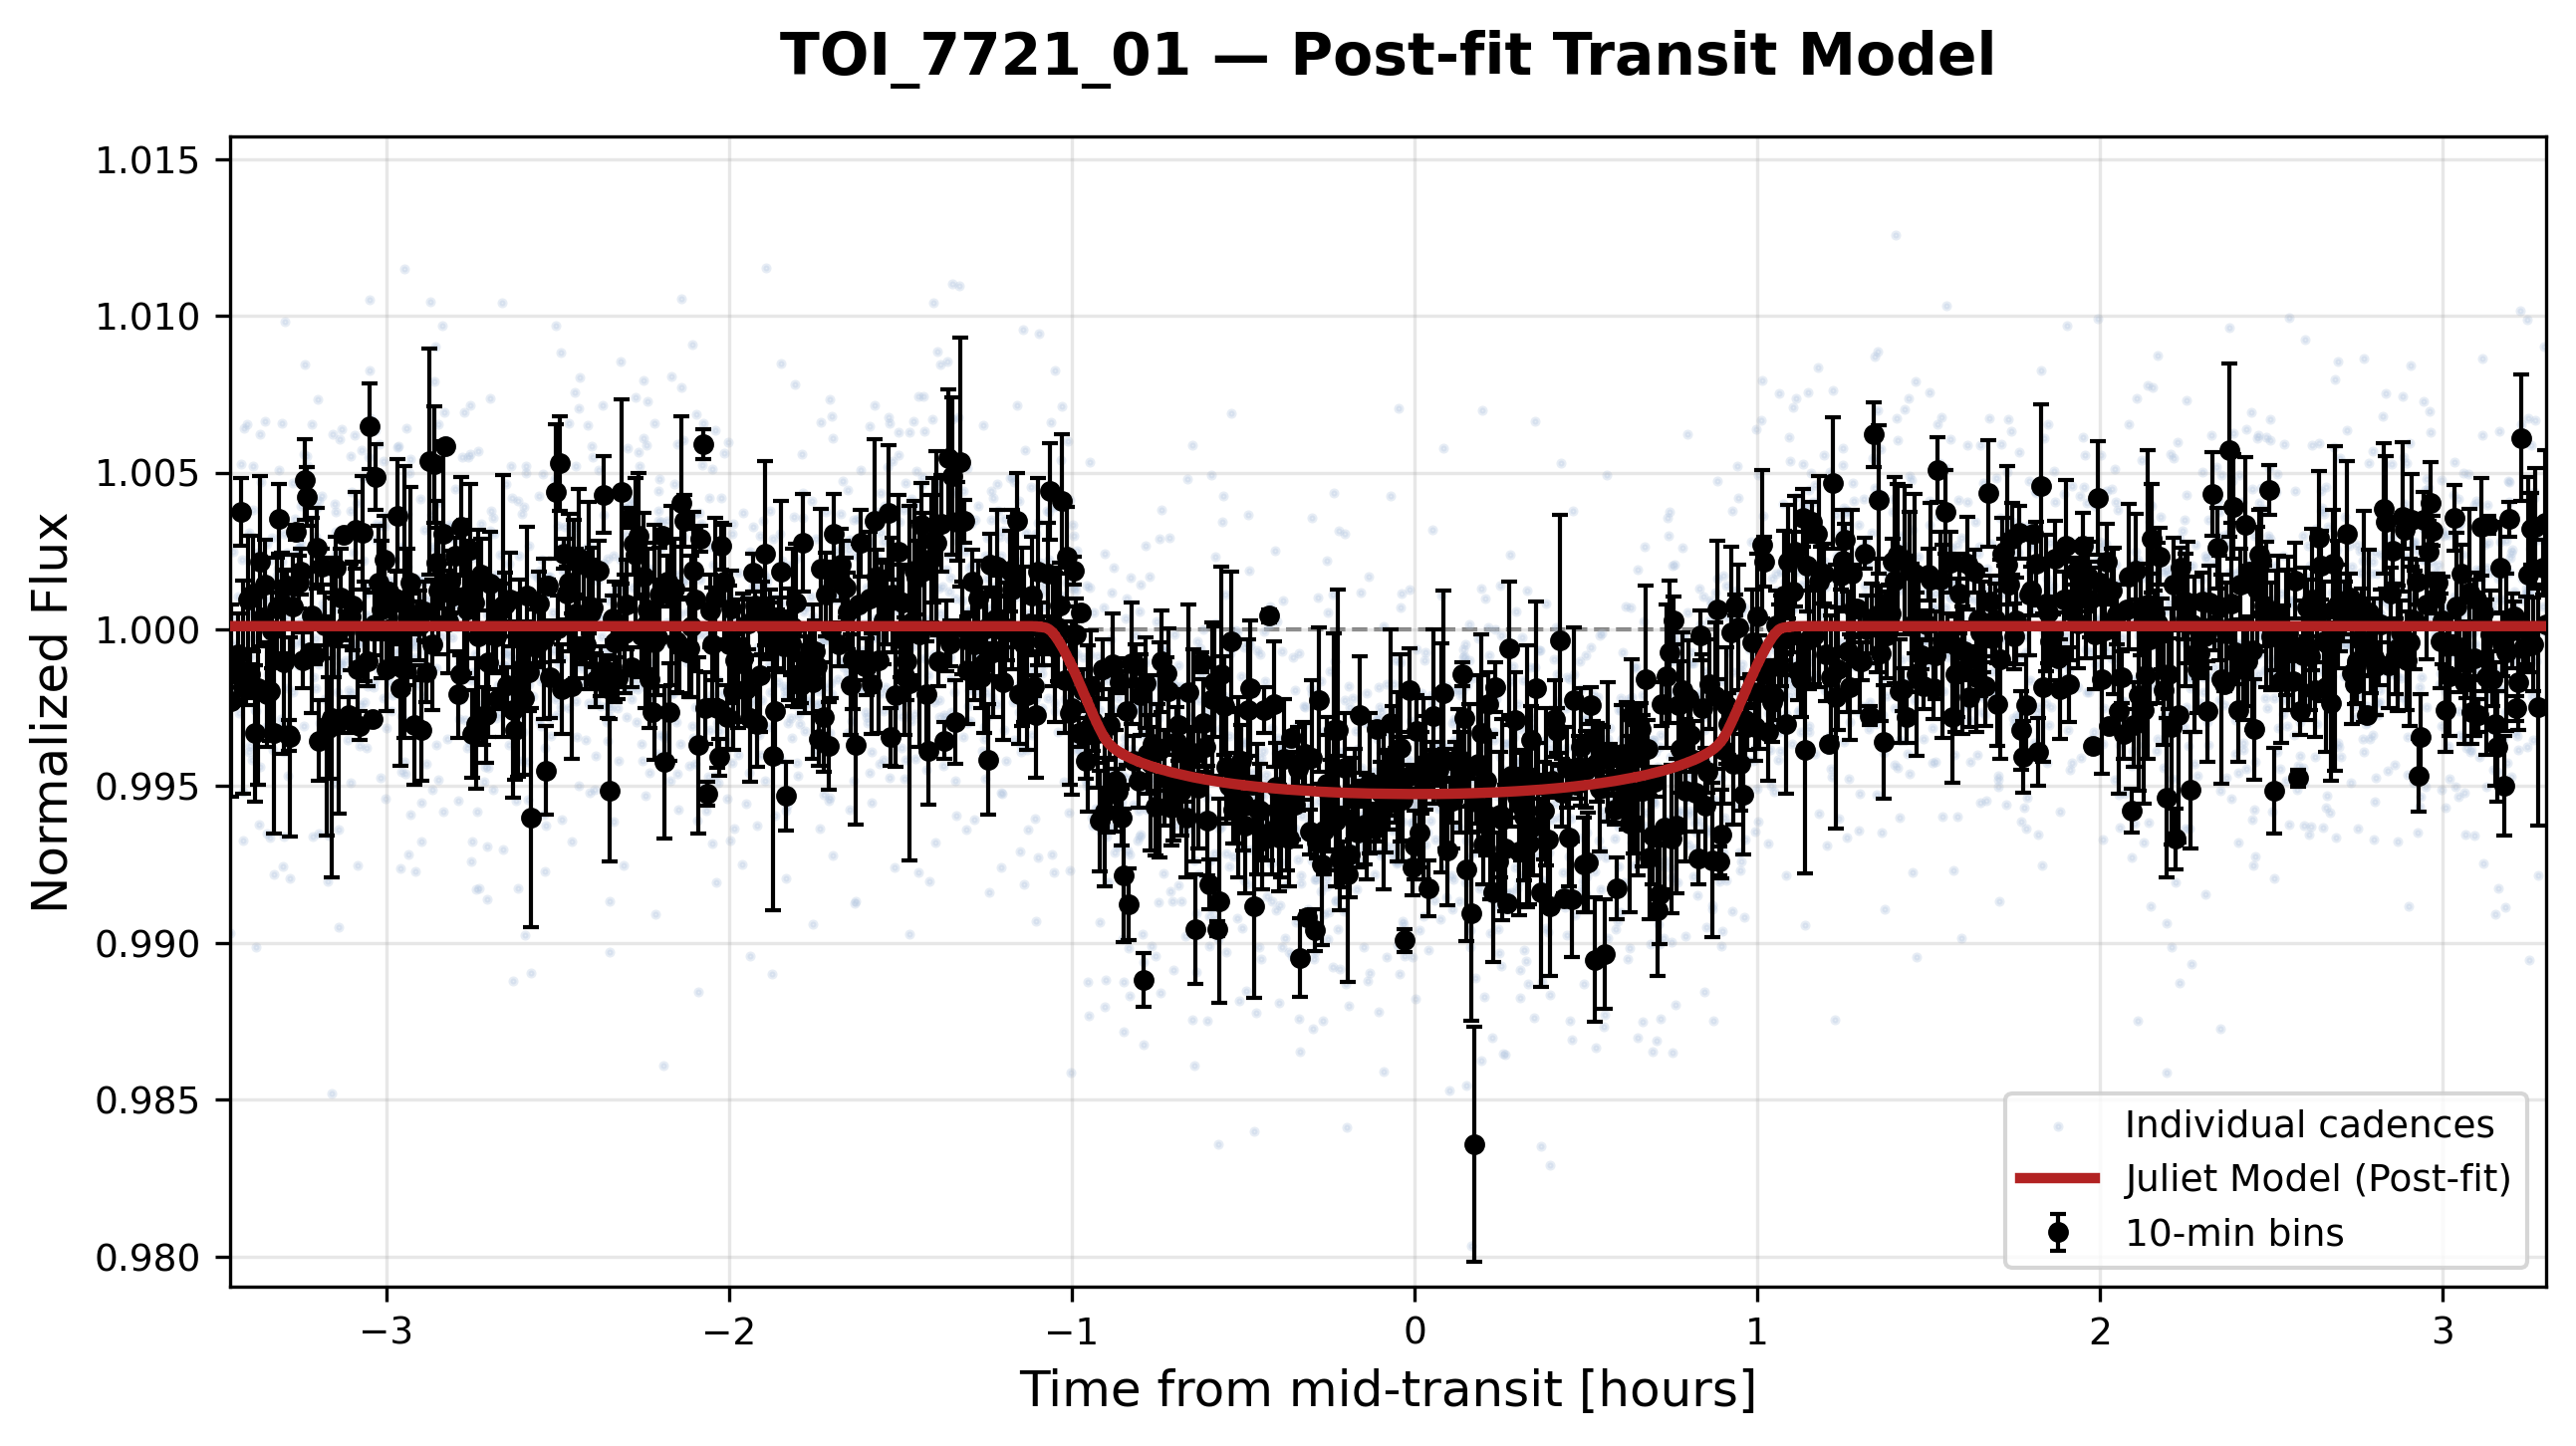 TOI_7721_01 — Post-fit Transit Model
Normalized Flux
1.015
1.010
1.005
1.000
0.995
0.990
0.985
0.980
Individual cadences
Juliet Model (Post-fit)
10-min bins
−3
−2
−1
0
1
2
3
Time from mid-transit [hours]